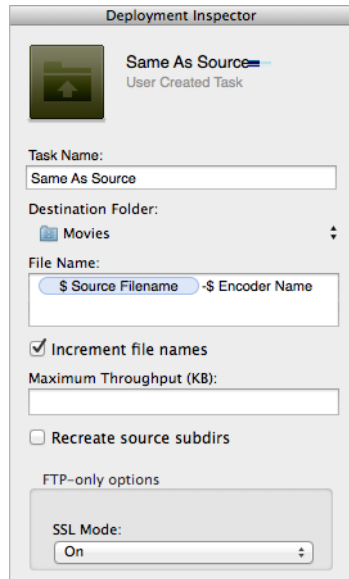 Deployment Inspector
Same As Source
User Created Task
Task Name:
Same As Source
Destination Folder:
Movies
File Name:
$ Source Filename -$ Encoder Name
Increment file names
Maximum Throughput (KB):
Recreate source subdirs
FTP-only options
SSL Mode:
On